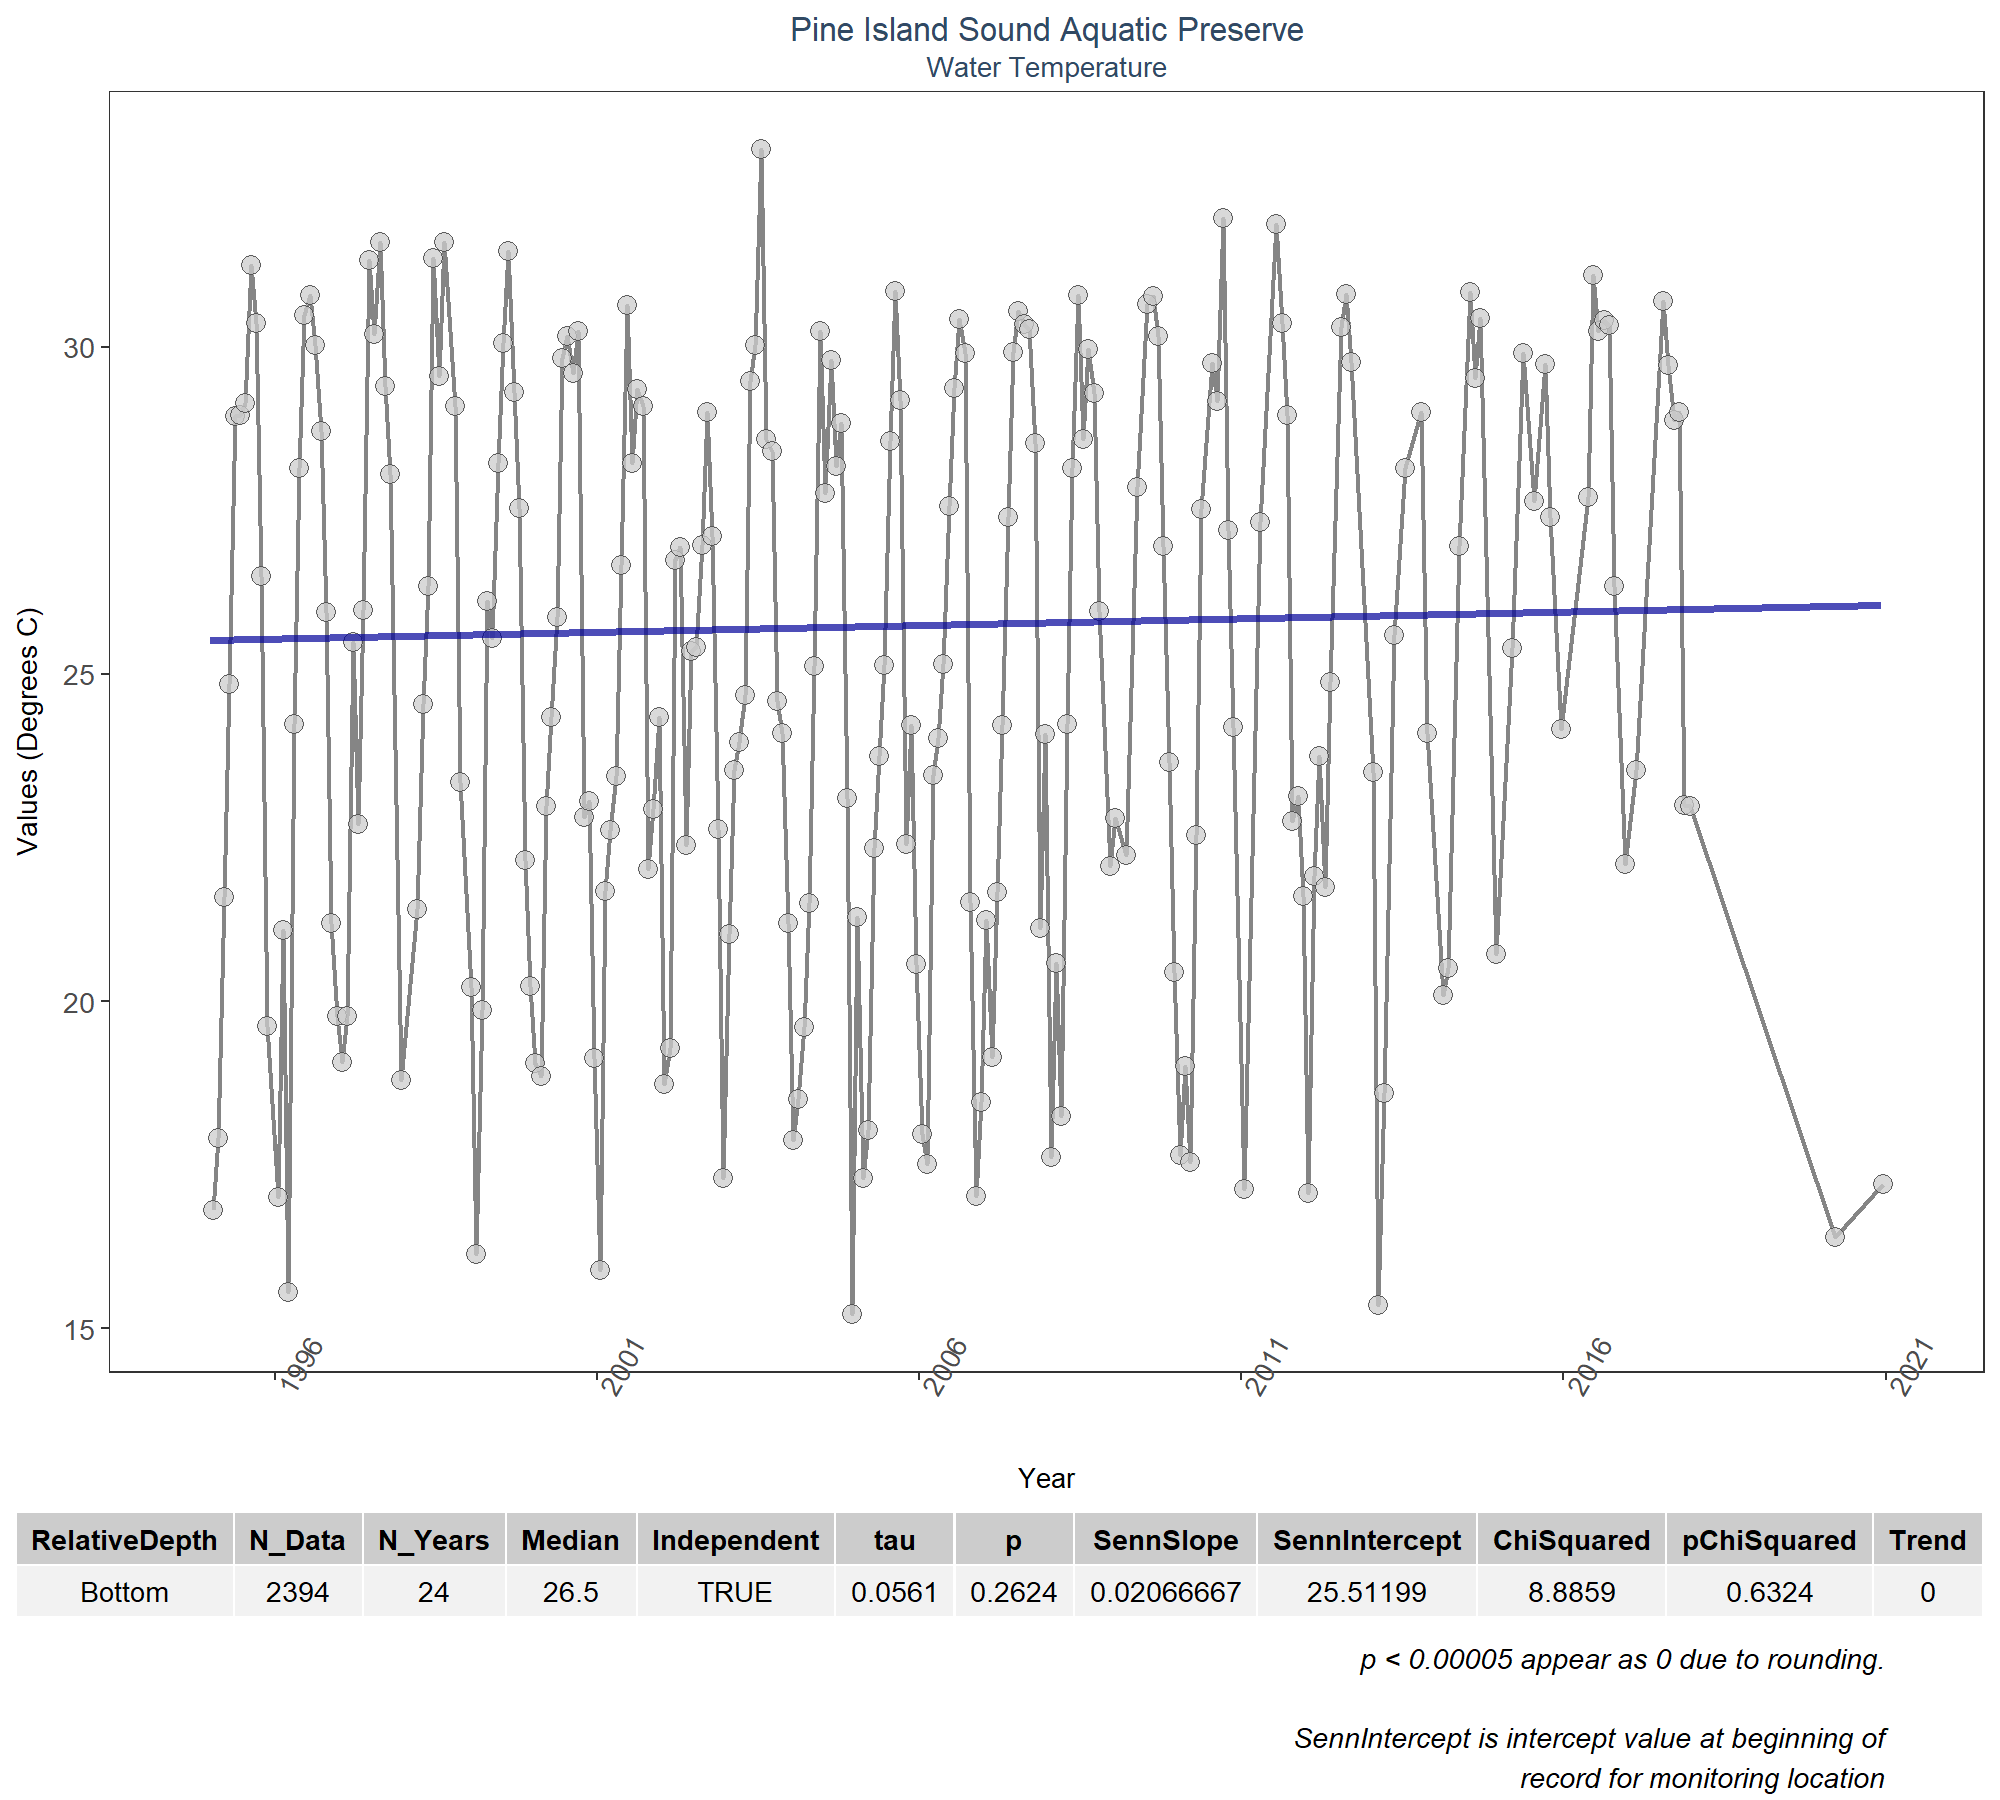 Pine Island Sound Aquatic Preserve
Water Temperature
Values (Degrees C)
30
25
20
15
1996 2001 2006 2011 2016 2021
Year
RelativeDepth N_Data N_Years Median Independent tau p SennSlope SennIntercept ChiSquared pChiSquared Trend
Bottom 2394 24 26.5 TRUE 0.0561 0.2624 0.02066667 25.51199 8.8859 0.6324 0
p < 0.00005 appear as 0 due to rounding.
SennIntercept is intercept value at beginning of
record for monitoring location